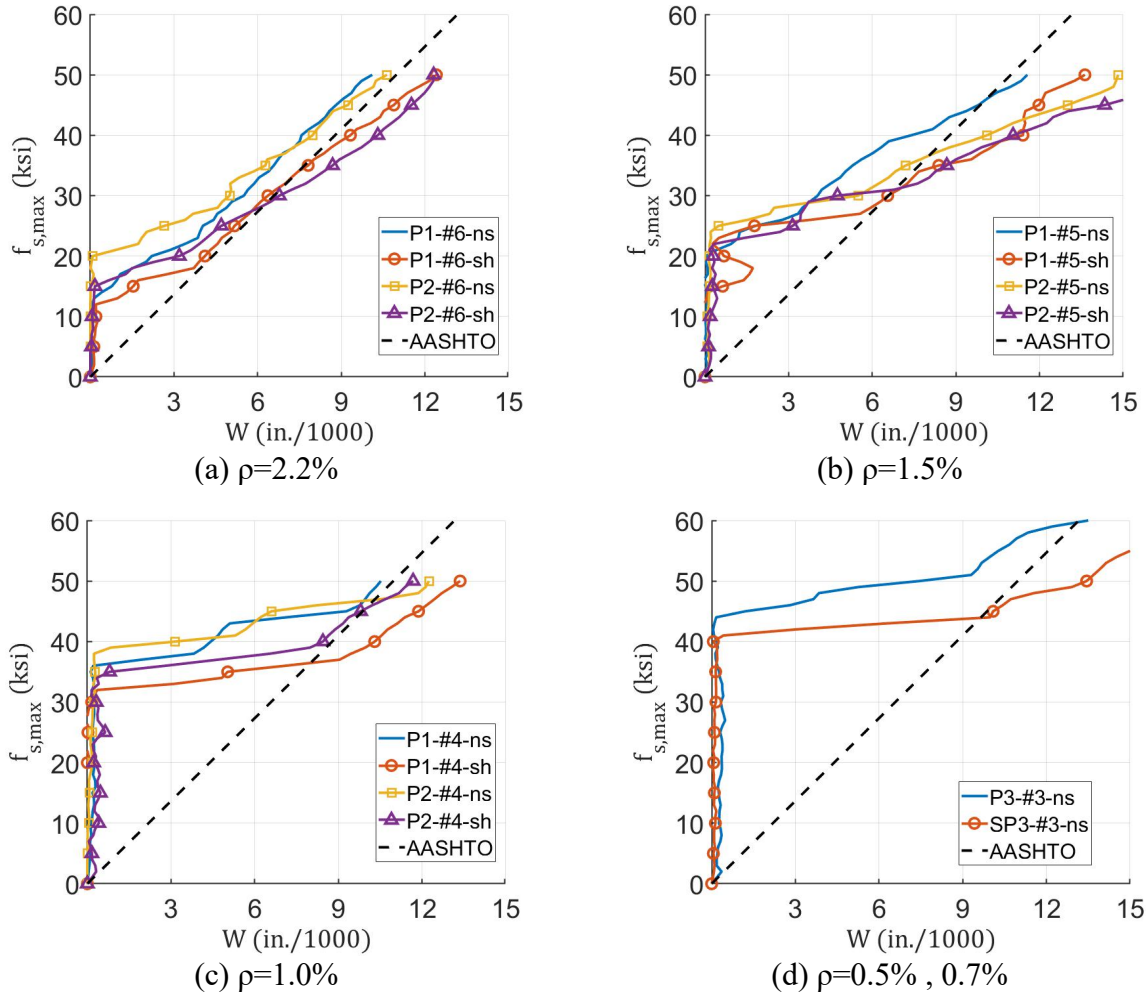 60
50
40
30
20
10
0
f s,max (ksi)
3 6 9 12 15
W (in./1000)
P1-#6-ns
P1-#6-sh
P2-#6-ns
P2-#6-sh
AASHTO
(a) ρ=2.2%
60
50
40
30
20
10
0
f s,max (ksi)
3 6 9 12 15
W (in./1000)
P1-#5-ns
P1-#5-sh
P2-#5-ns
P2-#5-sh
AASHTO
(b) ρ=1.5%
60
50
40
30
20
10
0
f s,max (ksi)
3 6 9 12 15
W (in./1000)
P1-#4-ns
P1-#4-sh
P2-#4-ns
P2-#4-sh
AASHTO
(c) ρ=1.0%
60
50
40
30
20
10
0
f s,max (ksi)
3 6 9 12 15
W (in./1000)
P3-#3-ns
SP3-#3-ns
AASHTO
(d) ρ=0.5% , 0.7%